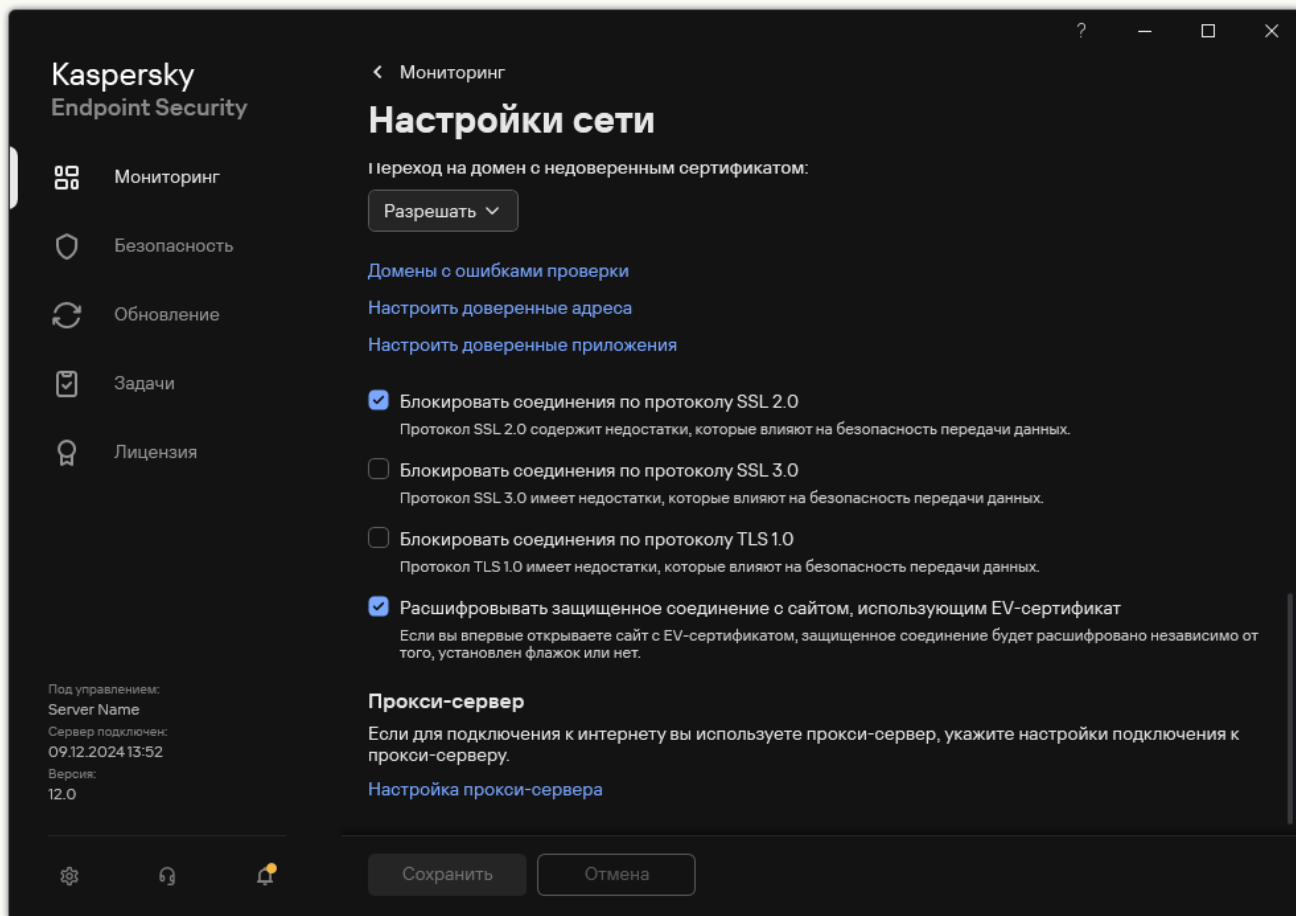 ?
Kaspersky
Endpoint Security
Мониторинг
Безопасность
Обновление
Задачи
Лицензия
Под управлением:
Server Name
Сервер подключен:
09.12.2024 13:52
Версия:
12.0
Мониторинг
Настройки сети
Переход на домен с недоверенным сертификатом:
Разрешать
Домены с ошибками проверки
Настроить доверенные адреса
Настроить доверенные приложения
Блокировать соединения по протоколу SSL 2.0
Протокол SSL 2.0 содержит недостатки, которые влияют на безопасность передачи данных.
Блокировать соединения по протоколу SSL 3.0
Протокол SSL 3.0 имеет недостатки, которые влияют на безопасность передачи данных.
Блокировать соединения по протоколу TLS 1.0
Протокол TLS 1.0 имеет недостатки, которые влияют на безопасность передачи данных.
Расшифровывать защищенное соединение с сайтом, использующим EV-сертификат
Если вы впервые открываете сайт с EV-сертификатом, защищенное соединение будет расшифровано независимо от
того, установлен флажок или нет.
Прокси-сервер
Если для подключения к интернету вы используете прокси-сервер, укажите настройки подключения к
прокси-серверу.
Настройка прокси-сервера
Сохранить
Отмена